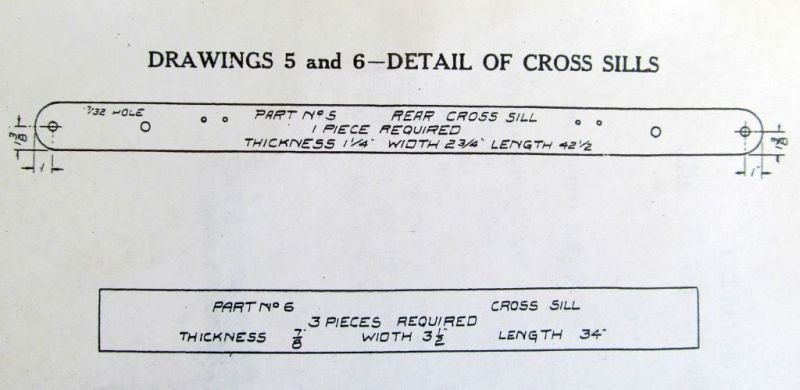 DRAWINGS 5 and 6—DETAIL OF CROSS SILLS
PART Nº 5 REAR CROSS SILL
1 PIECE REQUIRED
THICKNESS 1 1/4" WIDTH 2 3/4" LENGTH 42 1/2
HOLE
1 3/8
1 3/8
1"
1"
PART Nº 6 CROSS SILL
3 PIECES REQUIRED
THICKNESS 7/8" WIDTH 3 1/2" LENGTH 34"